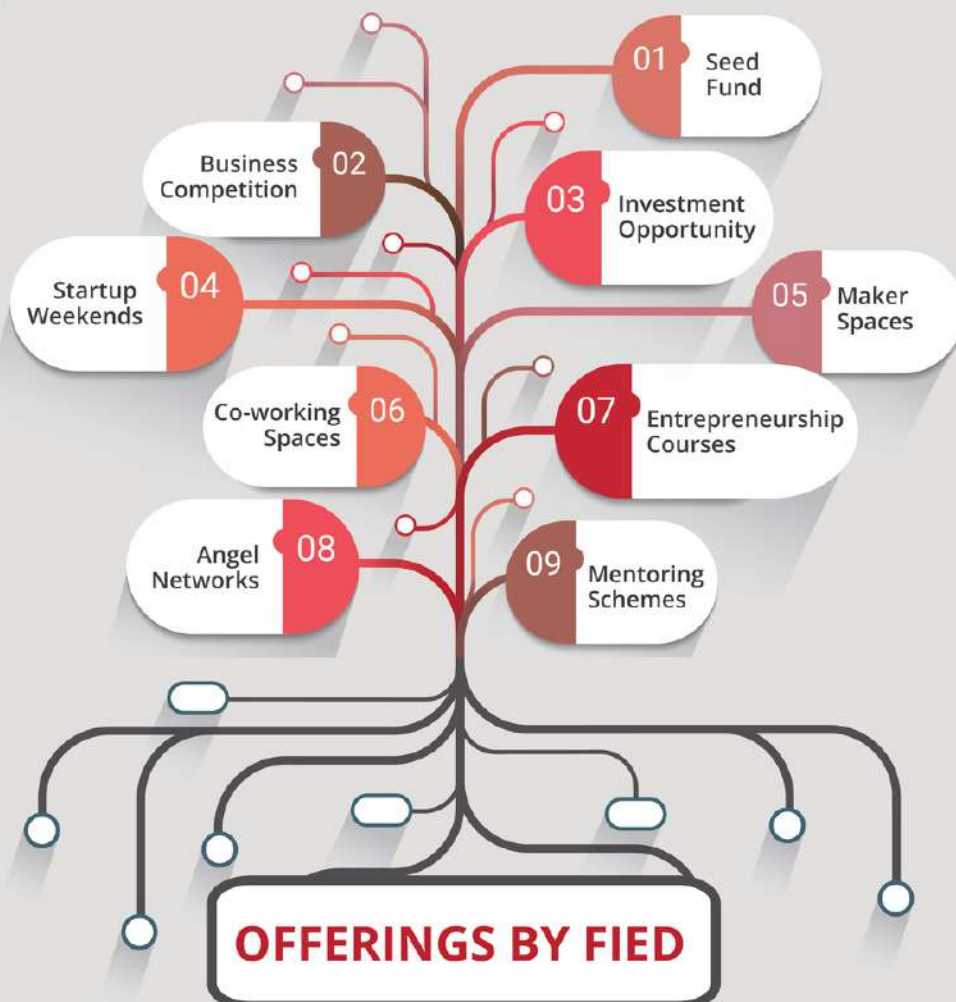 01
Seed
Fund
02
Business
Competition
03
Investment
Opportunity
04
Startup
Weekends
05
Maker
Spaces
06
Co-working
Spaces
07
Entrepreneurship
Courses
08
Angel
Networks
09
Mentoring
Schemes
OFFERINGS BY FIED